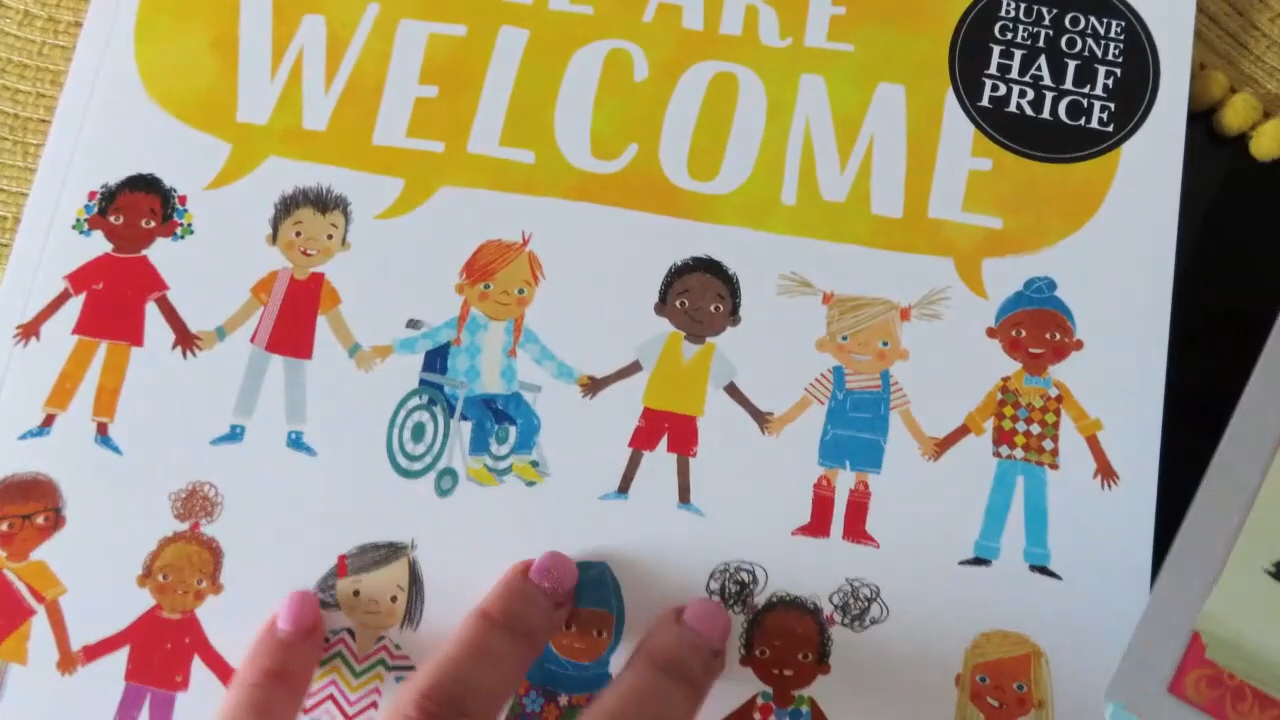 ARE
WELCOME
BUY ONE
GET ONE
HALF
PRICE